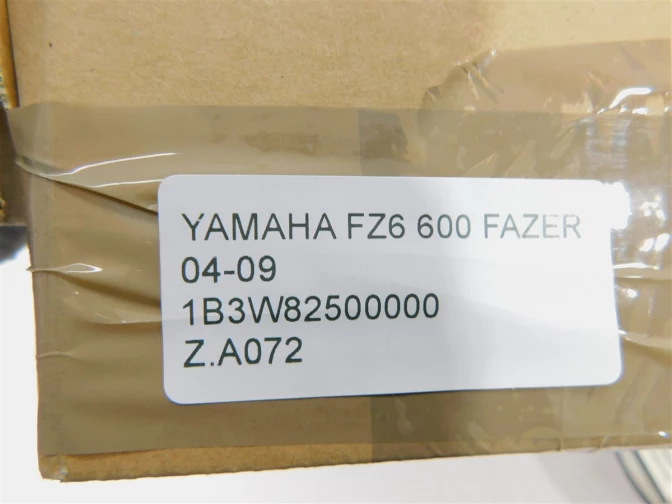 YAMAHA FZ6 600 FAZER
04-09
1B3W82500000
Z.A072